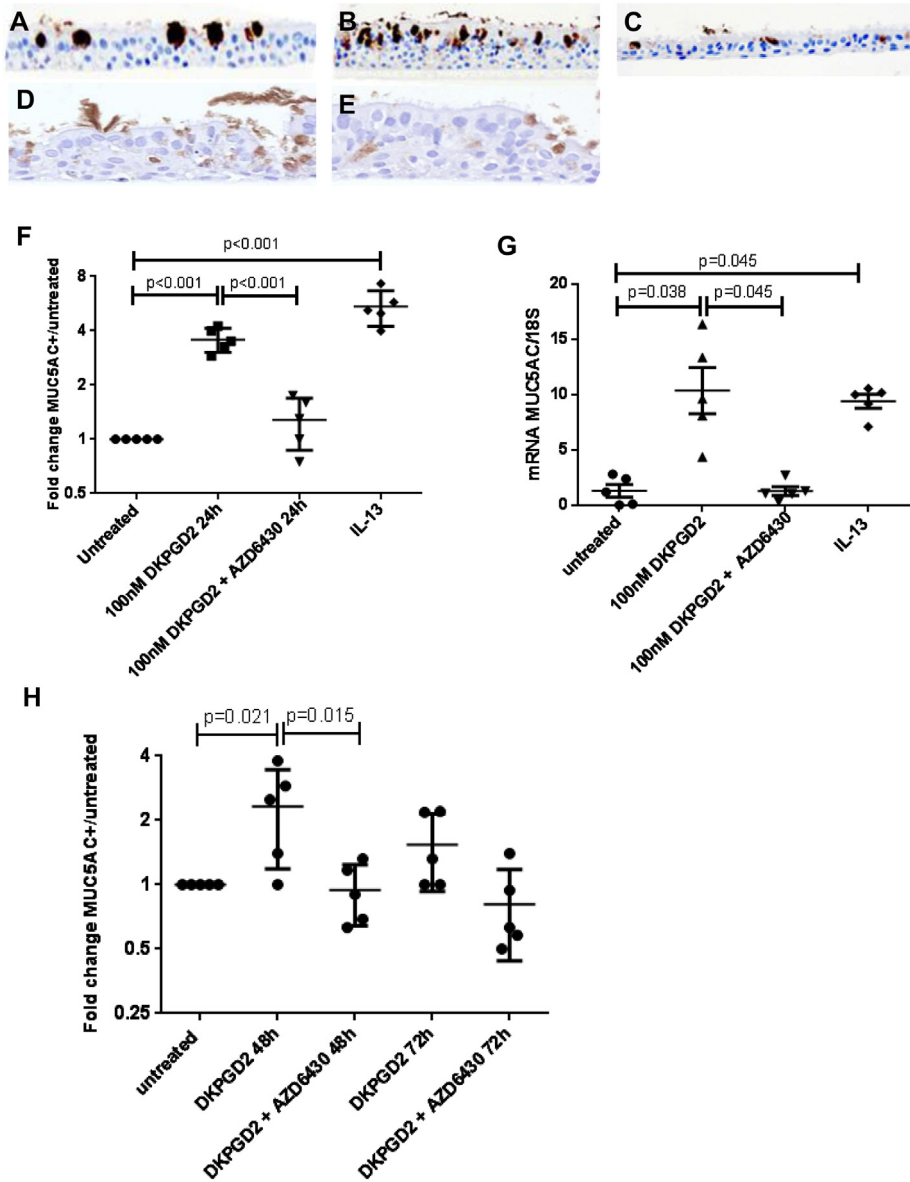 A
B
C
D
E
F
p<0.001
p<0.001
p<0.001
Fold change MUC5AC+/untreated
8
4
2
1
0.5
Untreated
100nM DKPGD2 24h
100nM DKPGD2 + AZD6430 24h
IL-13
G
p=0.045
p=0.038
p=0.045
mRNA MUC5AC/18S
20
15
10
5
0
untreated
100nM DKPGD2
100nM DKPGD2 + AZD6430
IL-13
H
p=0.021
p=0.015
Fold change MUC5AC+/untreated
4
2
1
0.5
0.25
untreated
DKPGD2 48h
DKPGD2 + AZD6430 48h
DKPGD2 72h
DKPGD2 + AZD6430 72h